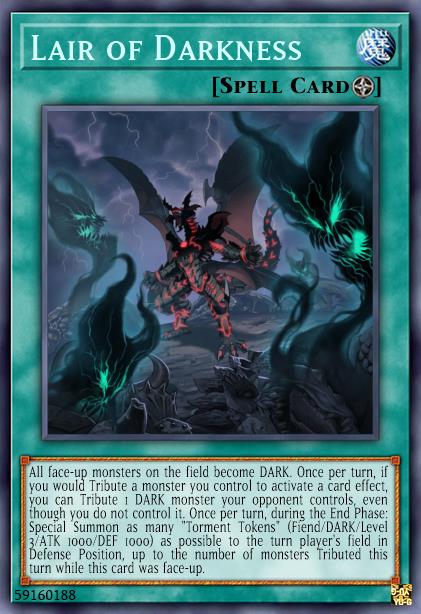 Lair of Darkness
魔
[Spell Card]
All face-up monsters on the field become DARK. Once per turn, if
you would Tribute a monster you control to activate a card effect,
you can Tribute 1 DARK monster your opponent controls, even
though you do not control it. Once per turn, during the End Phase:
Special Summon as many "Torment Tokens" (Fiend/DARK/Level
3/ATK 1000/DEF 1000) as possible to the turn player's field in
Defense Position, up to the number of monsters Tributed this
turn while this card was face-up.
59160188